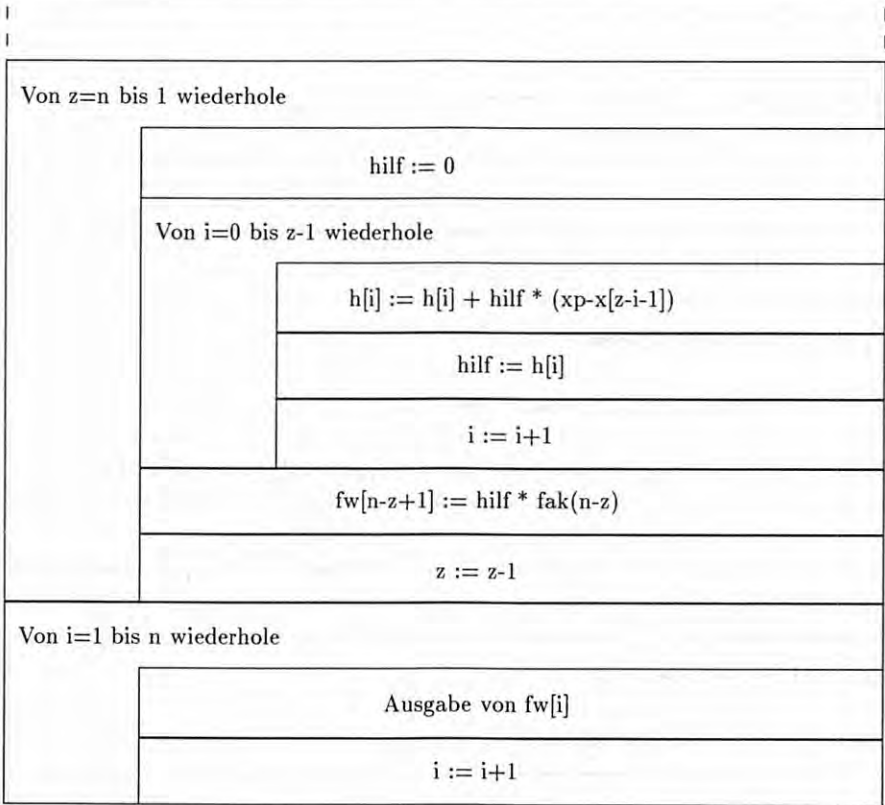 Von z=n bis 1 wiederhole
hilf := 0
Von i=0 bis z-1 wiederhole
h[i] := h[i] + hilf * (xp-x[z-i-1])
hilf := h[i]
i := i+1
fw[n-z+1] := hilf * fak(n-z)
z := z-1
Von i=1 bis n wiederhole
Ausgabe von fw[i]
i := i+1